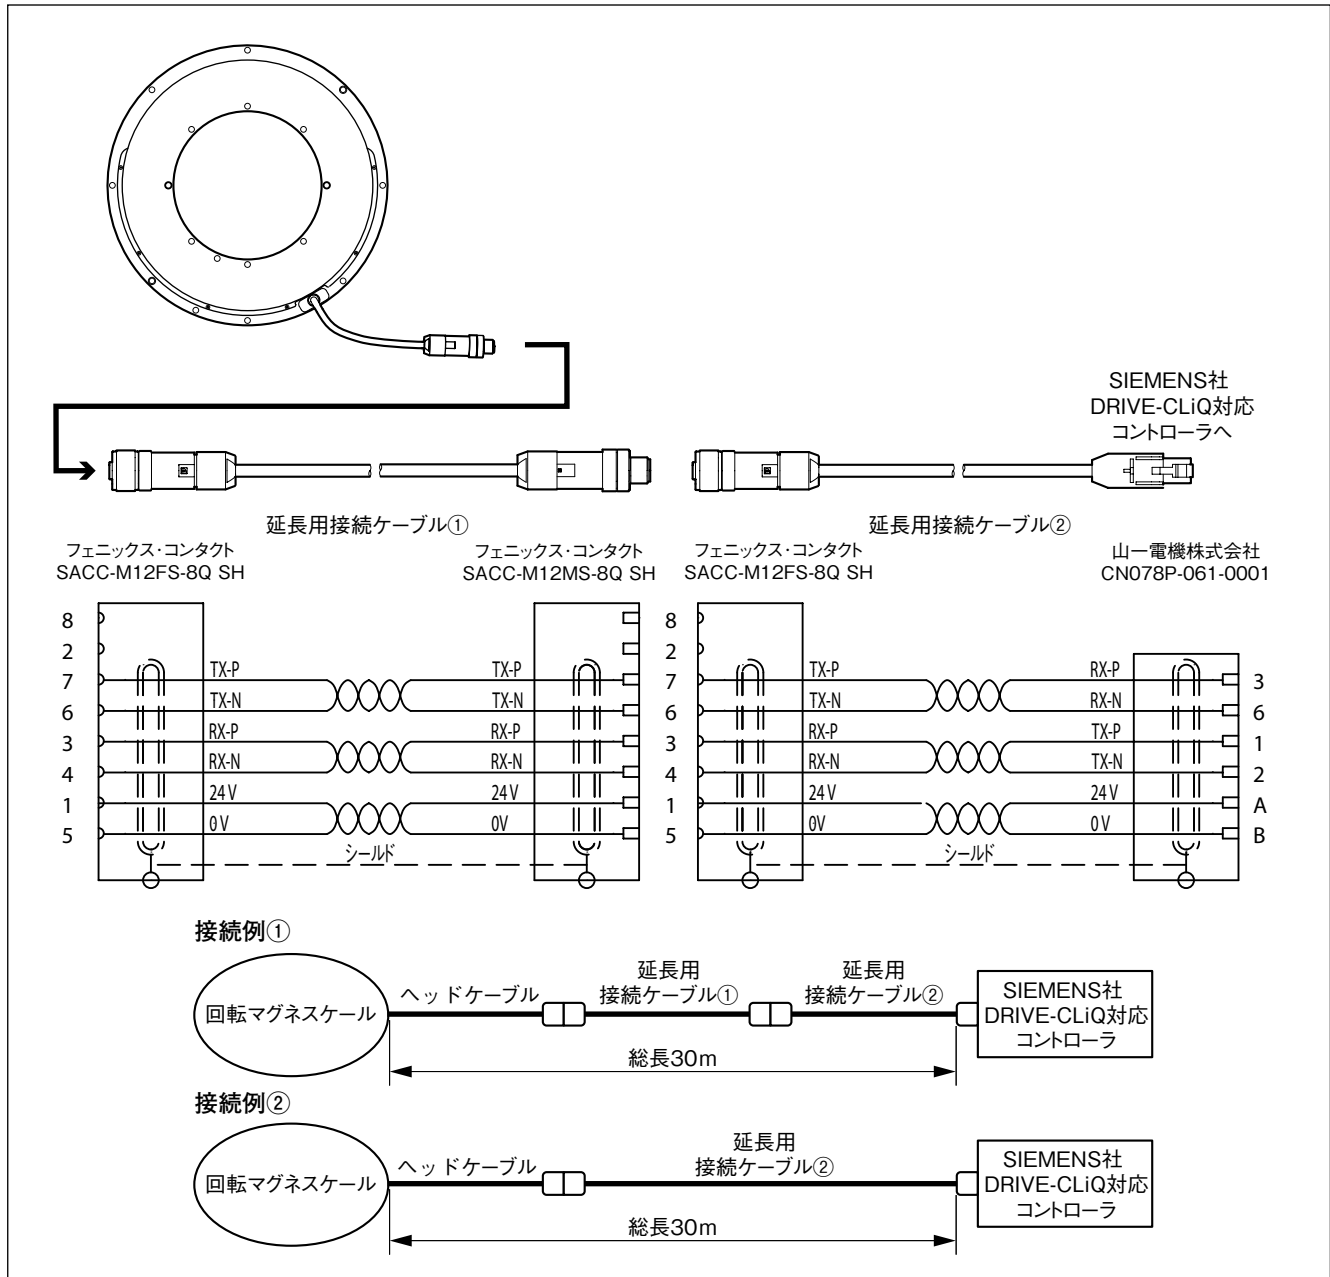 SIEMENS社
DRIVE-CLiQ対応
コントローラへ
延長用接続ケーブル①
延長用接続ケーブル②
フェニックス・コンタクト
SACC-M12FS-8Q SH
フェニックス・コンタクト
SACC-M12MS-8Q SH
フェニックス・コンタクト
SACC-M12FS-8Q SH
山一電機株式会社
CN078P-061-0001
8
8
2
2
7 TX-P TX-P
7 TX-P RX-P 3
6 TX-N TX-N
6 TX-N RX-N 6
3 RX-P RX-P
3 RX-P TX-P 1
4 RX-N RX-N
4 RX-N TX-N 2
1 24V 24V
1 24V 24V A
5 0V 0V
5 0V 0V B
シールド
シールド
接続例①
回転マグネスケール
ヘッドケーブル
延長用
接続ケーブル①
延長用
接続ケーブル②
SIEMENS社
DRIVE-CLiQ対応
コントローラ
総長30m
接続例②
回転マグネスケール
ヘッドケーブル
延長用
接続ケーブル②
SIEMENS社
DRIVE-CLiQ対応
コントローラ
総長30m